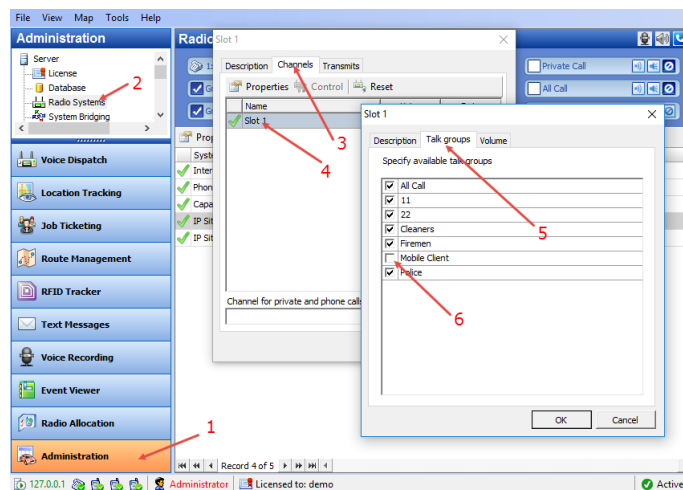 File View Map Tools Help
Administration
Server
License
Database
Radio Systems
System Bridging
Voice Dispatch
Location Tracking
Job Ticketing
Route Management
RFID Tracker
Text Messages
Voice Recording
Event Viewer
Radio Allocation
Administration
Slot 1
Description Channels Transmits
Properties Control Reset
Name
Slot 1
Channel for private and phone calls
Private Call
All Call
Slot 1
Description Talk groups Volume
Specify available talk groups
All Call
11
22
Cleaners
Firemen
Mobile Client
Police
OK Cancel
1
2
3
4
5
6
Record 4 of 5
127.0.0.1 Administrator Licensed to: demo Active